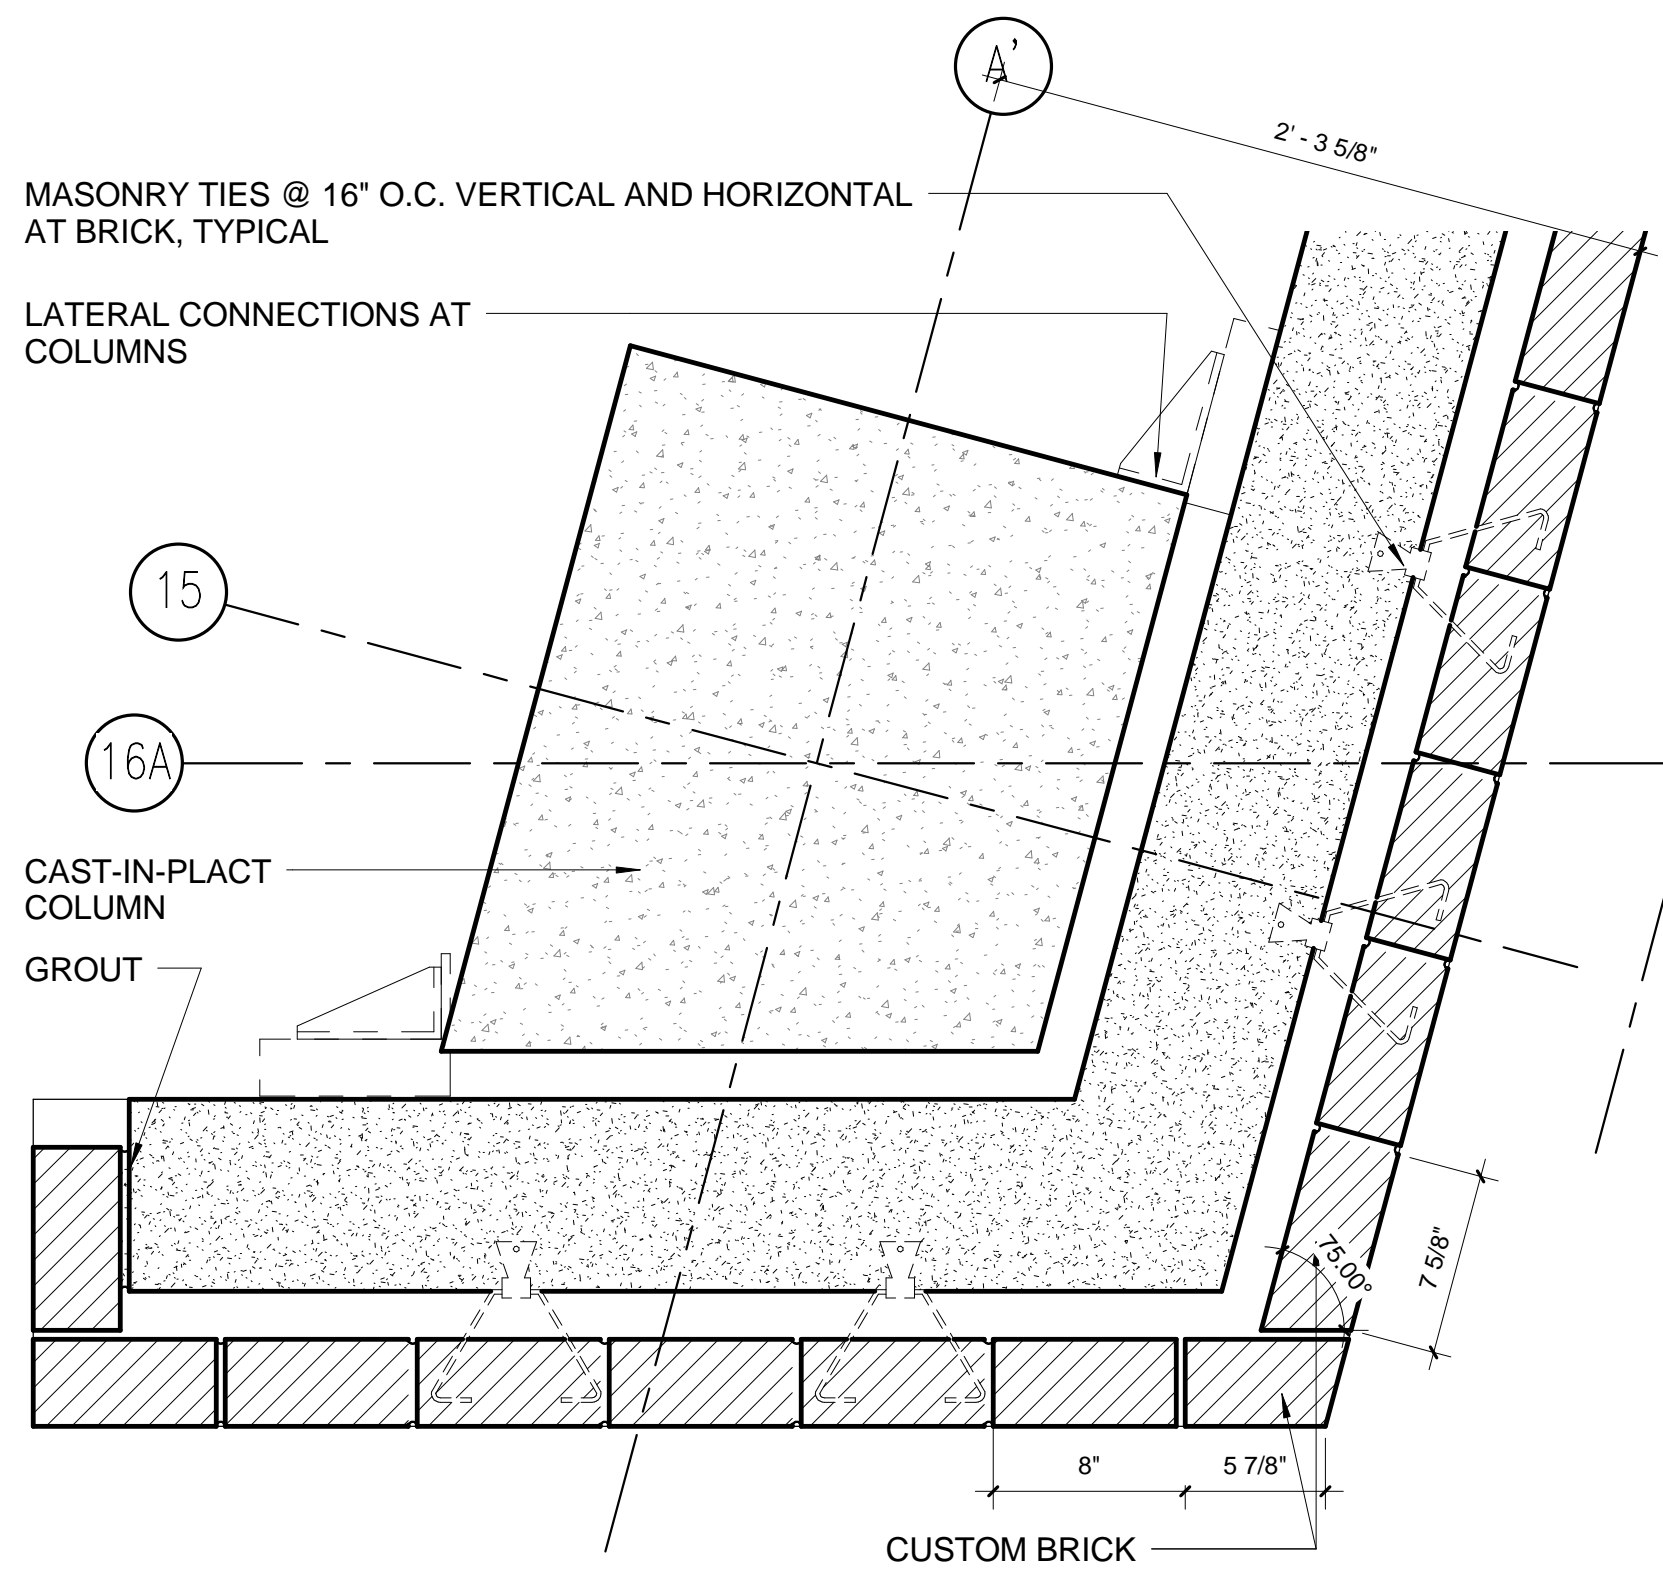 A'
2' - 3 5/8"
MASONRY TIES @ 16" O.C. VERTICAL AND HORIZONTAL
AT BRICK, TYPICAL
LATERAL CONNECTIONS AT
COLUMNS
15
16A
CAST-IN-PLACT
COLUMN
GROUT
75.00°
7 5/8"
8"
5 7/8"
CUSTOM BRICK